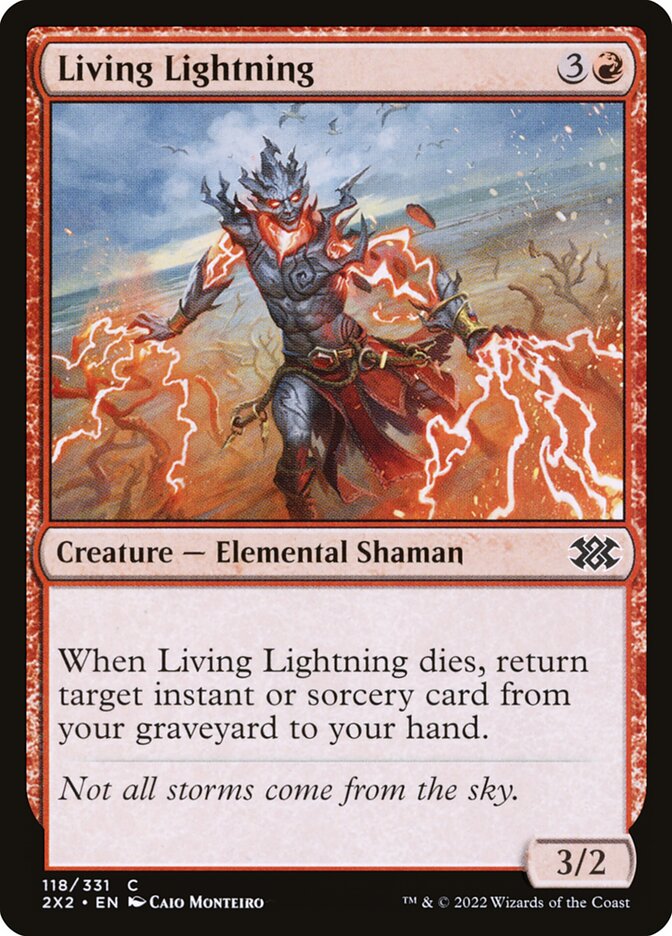 Living Lightning 3
Creature — Elemental Shaman
When Living Lightning dies, return
target instant or sorcery card from
your graveyard to your hand.
Not all storms come from the sky.
3/2
118/331 C
2X2 • EN Caio Monteiro
™ & © 2022 Wizards of the Coast